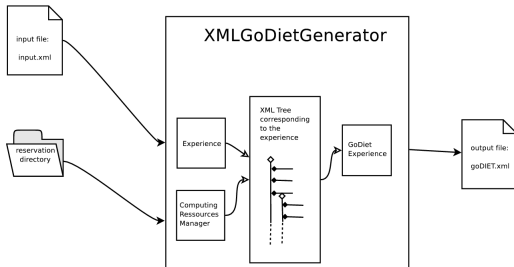 XMLGoDietGenerator
input file:
input.xml
reservation
directory
Experience
Computing
Ressources
Manager
XML Tree
corresponding
to the
experience
GoDiet
Experience
output file:
goDIET.xml